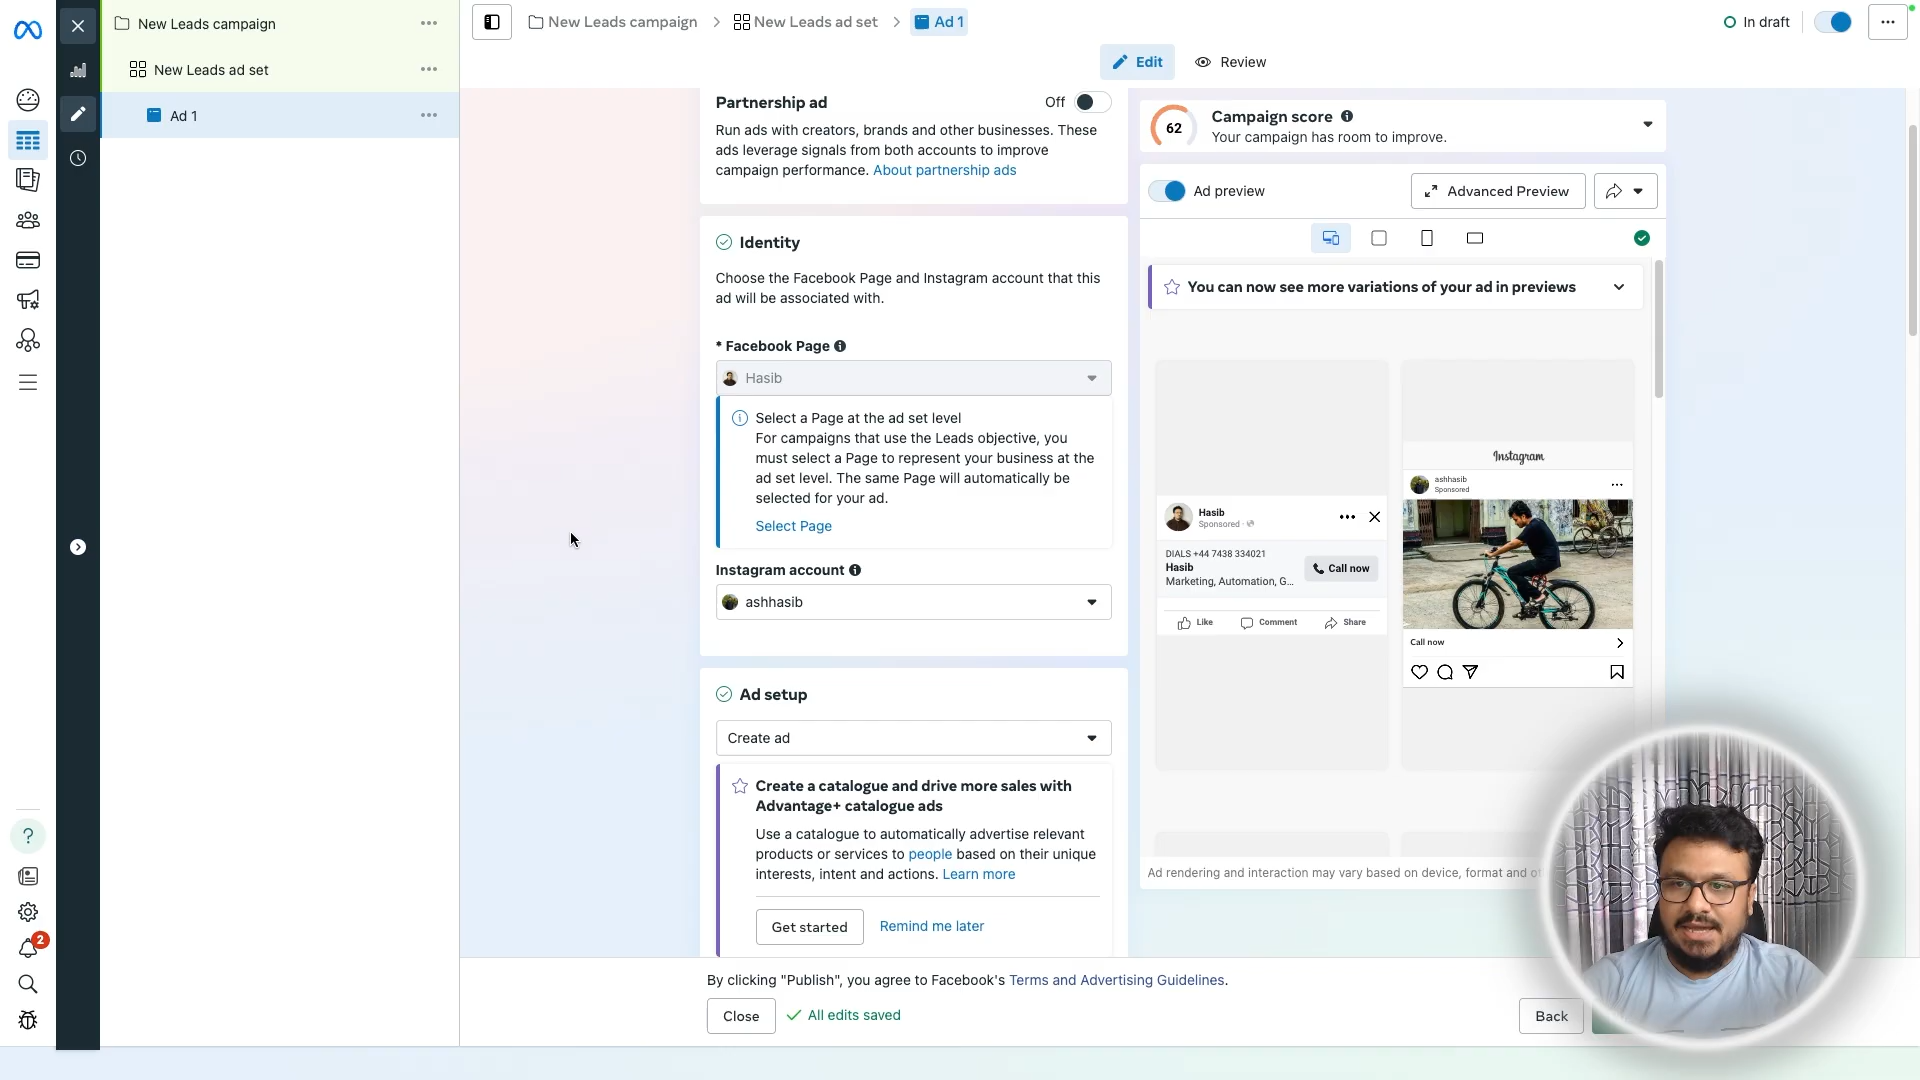 New Leads campaign
New Leads ad set
Ad 1
New Leads campaign
New Leads ad set
Ad 1
In draft
Edit
Review
Partnership ad
Off
Run ads with creators, brands and other businesses. These
ads leverage signals from both accounts to improve
campaign performance. About partnership ads
Identity
Choose the Facebook Page and Instagram account that this
ad will be associated with.
* Facebook Page
Hasib
Select a Page at the ad set level
For campaigns that use the Leads objective, you
must select a Page to represent your business at the
ad set level. The same Page will automatically be
selected for your ad.
Select Page
Instagram account
ashhasib
Ad setup
Create ad
Create a catalogue and drive more sales with
Advantage+ catalogue ads
Use a catalogue to automatically advertise relevant
products or services to people based on their unique
interests, intent and actions. Learn more
Get started
Remind me later
62
Campaign score
Your campaign has room to improve.
Ad preview
Advanced Preview
You can now see more variations of your ad in previews
Hasib
Sponsored ·
DIALS +44 7438 334021
Hasib
Marketing, Automation, G...
Call now
Like
Comment
Share
Instagram
ashhasib
Sponsored
Call now
Ad rendering and interaction may vary based on device, format and
2
By clicking "Publish", you agree to Facebook's Terms and Advertising Guidelines.
Close
All edits saved
Back